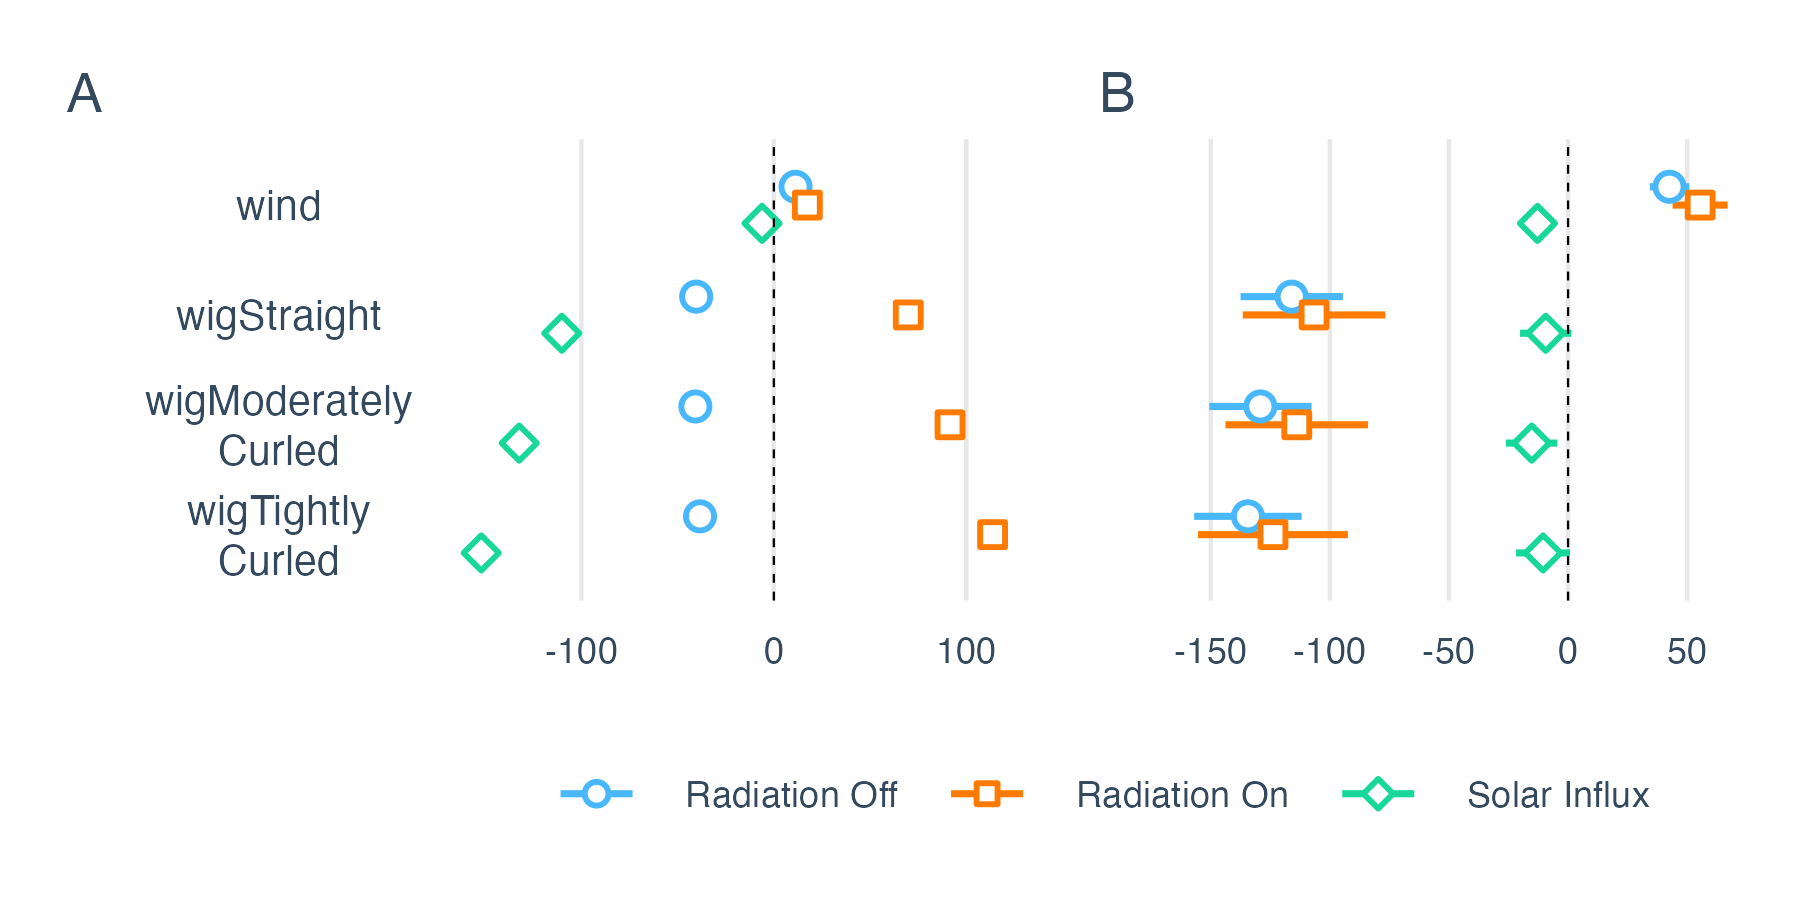 A
B
wind
wigStraight
wigModerately
Curled
wigTightly
Curled
-100 0 100
-150 -100 -50 0 50
Radiation Off Radiation On Solar Influx